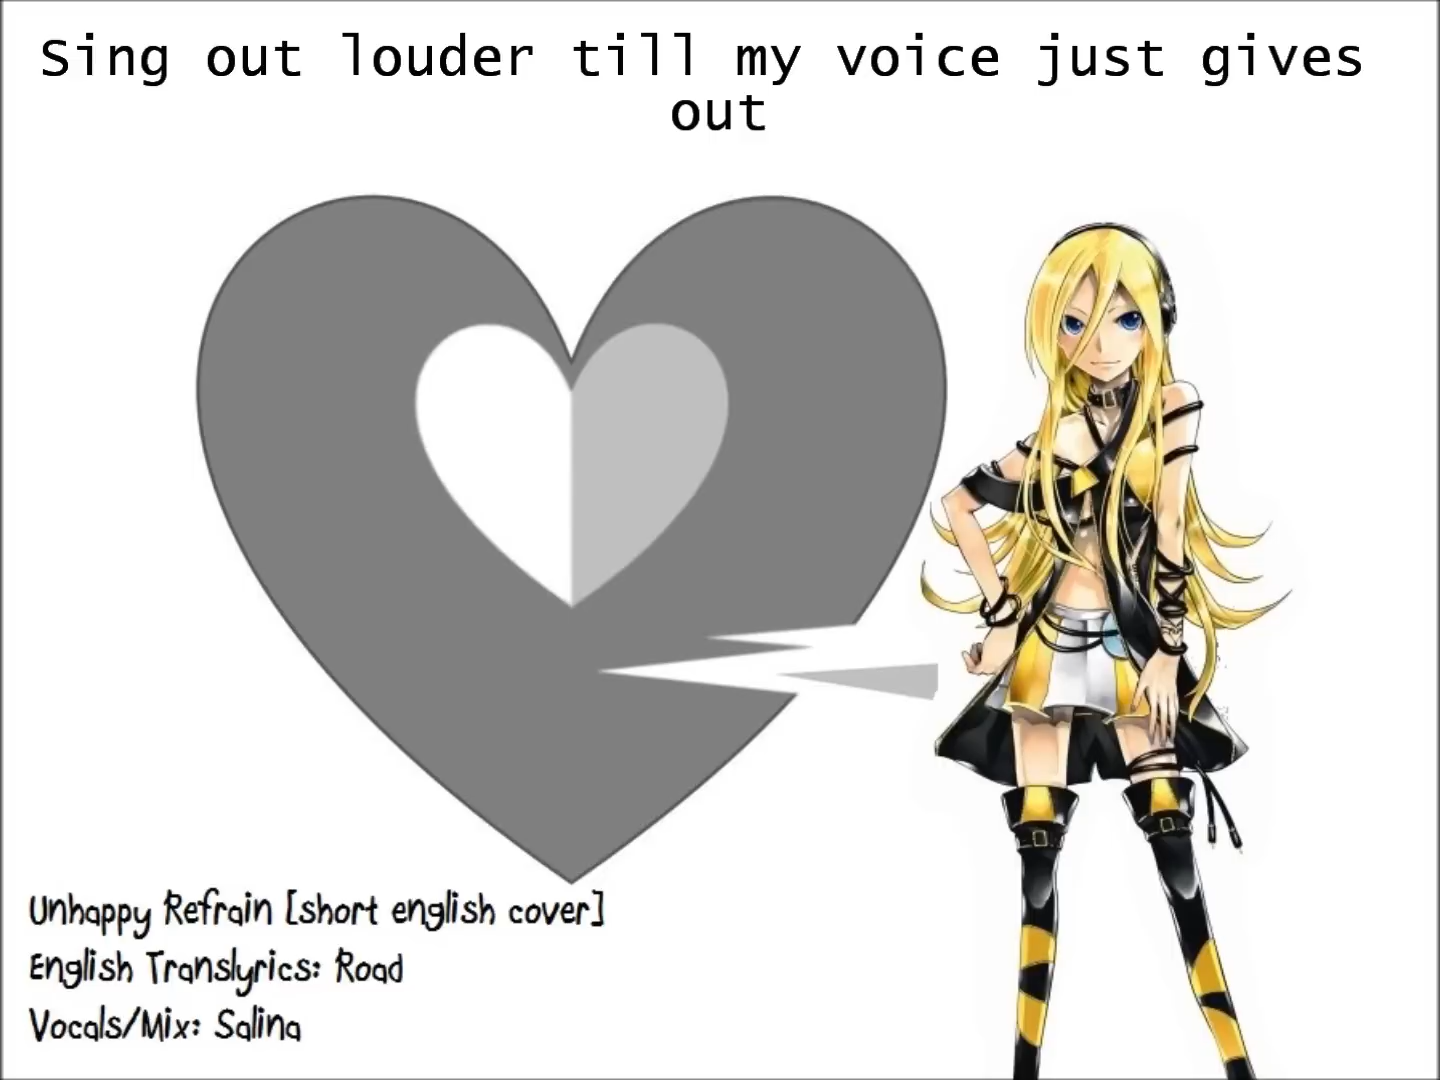 Sing out louder till my voice just gives
out
Unhappy Refrain [short english cover]
English Translyrics: Road
Vocals/Mix: Salina